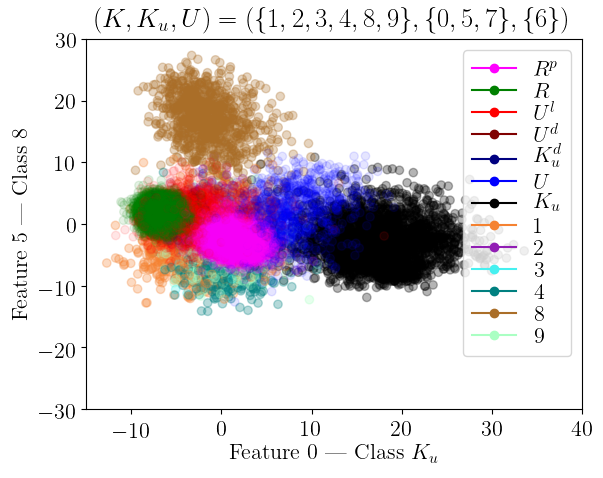 (K, K_u, U) = ({1, 2, 3, 4, 8, 9}, {0, 5, 7}, {6})
30
20
10
0
−10
−20
−30
Feature 5 — Class 8
R^p
R
U^l
U^d
K_u^d
U
K_u
1
2
3
4
8
9
−10
0
10
20
30
40
Feature 0 — Class K_u